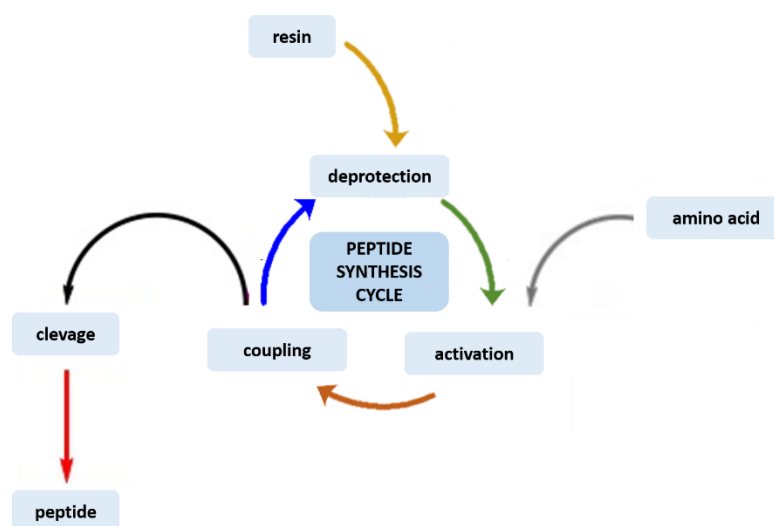 resin
deprotection
amino acid
PEPTIDE
SYNTHESIS
CYCLE
clevage
coupling
activation
peptide